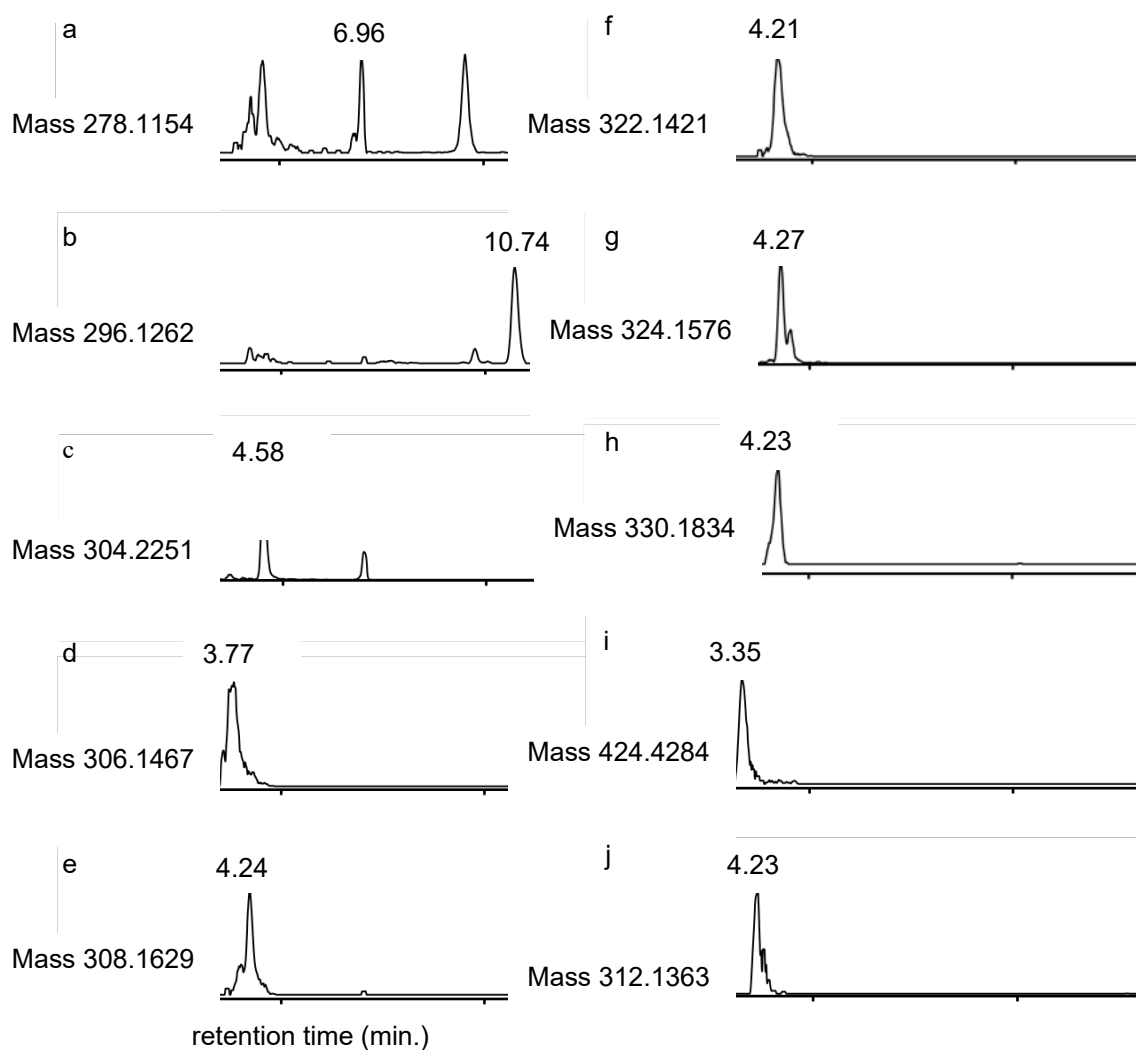 a
6.96
Mass 278.1154
b
10.74
Mass 296.1262
c
4.58
Mass 304.2251
d
3.77
Mass 306.1467
e
4.24
Mass 308.1629
retention time (min.)
f
4.21
Mass 322.1421
g
4.27
Mass 324.1576
h
4.23
Mass 330.1834
i
3.35
Mass 424.4284
j
4.23
Mass 312.1363